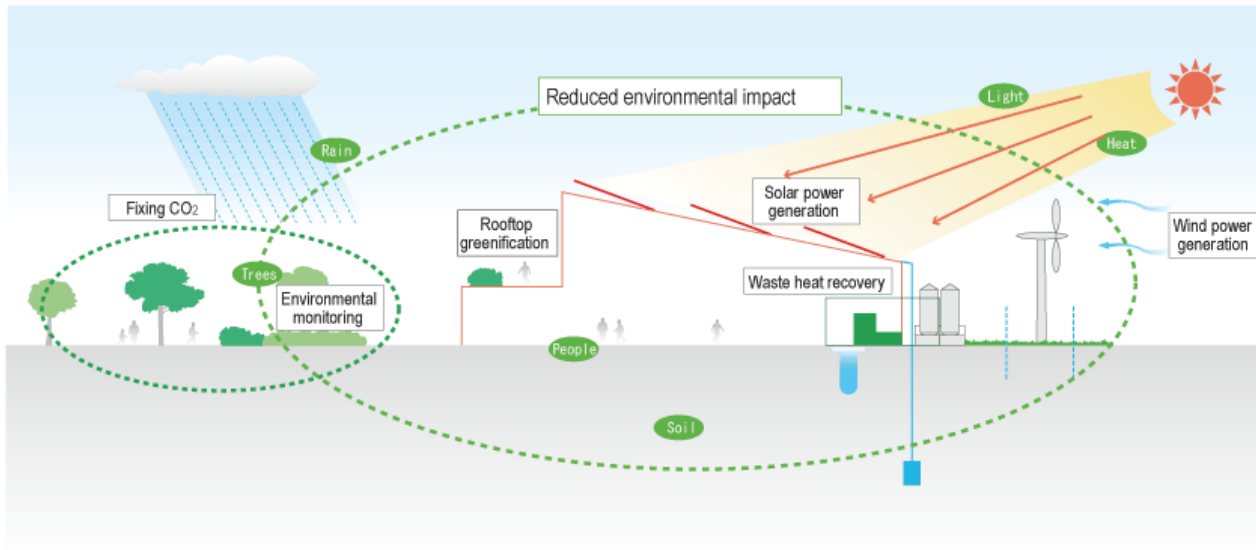 Reduced environmental impact
Light
Rain
Heat
Fixing CO₂
Solar power
generation
Rooftop
greenification
Wind power
generation
Trees
Environmental
monitoring
Waste heat recovery
People
Soil